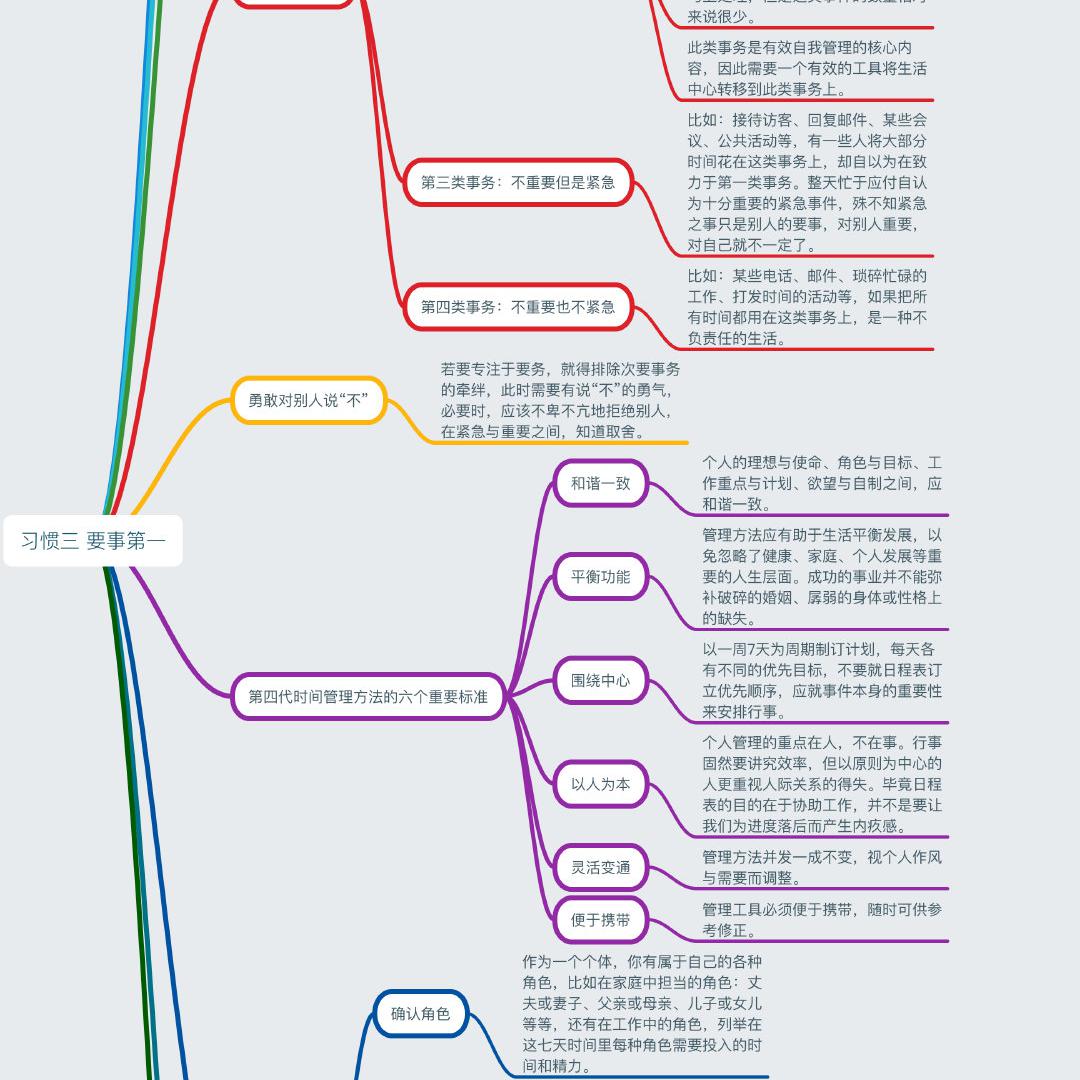 来说很少。
此类事务是有效自我管理的核心内
容，因此需要一个有效的工具将生活
中心转移到此类事务上。
第三类事务：不重要但是紧急
比如：接待访客、回复邮件、某些会
议、公共活动等，有一些人将大部分
时间花在这类事务上，却自以为在致
力于第一类事务。整天忙于应付自认
为十分重要的紧急事件，殊不知紧急
之事只是别人的要事，对别人重要，
对自己就不一定了。
第四类事务：不重要也不紧急
比如：某些电话、邮件、琐碎忙碌的
工作、打发时间的活动等，如果把所
有时间都用在这类事务上，是一种不
负责任的生活。
勇敢对别人说“不”
若要专注于要务，就得排除次要事务
的牵绊，此时需要有说“不”的勇气，
必要时，应该不卑不亢地拒绝别人，
在紧急与重要之间，知道取舍。
习惯三 要事第一
第四代时间管理方法的六个重要标准
和谐一致
个人的理想与使命、角色与目标、工
作重点与计划、欲望与自制之间，应
和谐一致。
平衡功能
管理方法应有助于生活平衡发展，以
免忽略了健康、家庭、个人发展等重
要的人生层面。成功的事业并不能弥
补破碎的婚姻、孱弱的身体或性格上
的缺失。
围绕中心
以一周7天为周期制订计划，每天各
有不同的优先目标，不要就日程表订
立优先顺序，应就事件本身的重要性
来安排行事。
以人为本
个人管理的重点在人，不在事。行事
固然要讲究效率，但以原则为中心的
人更重视人际关系的得失。毕竟日程
表的目的在于协助工作，并不是要让
我们为进度落后而产生内疚感。
灵活变通
管理方法并发一成不变，视个人作风
与需要而调整。
便于携带
管理工具必须便于携带，随时可供参
考修正。
确认角色
作为一个个体，你有属于自己的各种
角色，比如在家庭中担当的角色：丈
夫或妻子、父亲或母亲、儿子或女儿
等等，还有在工作中的角色，列举在
这七天时间里每种角色需要投入的时
间和精力。